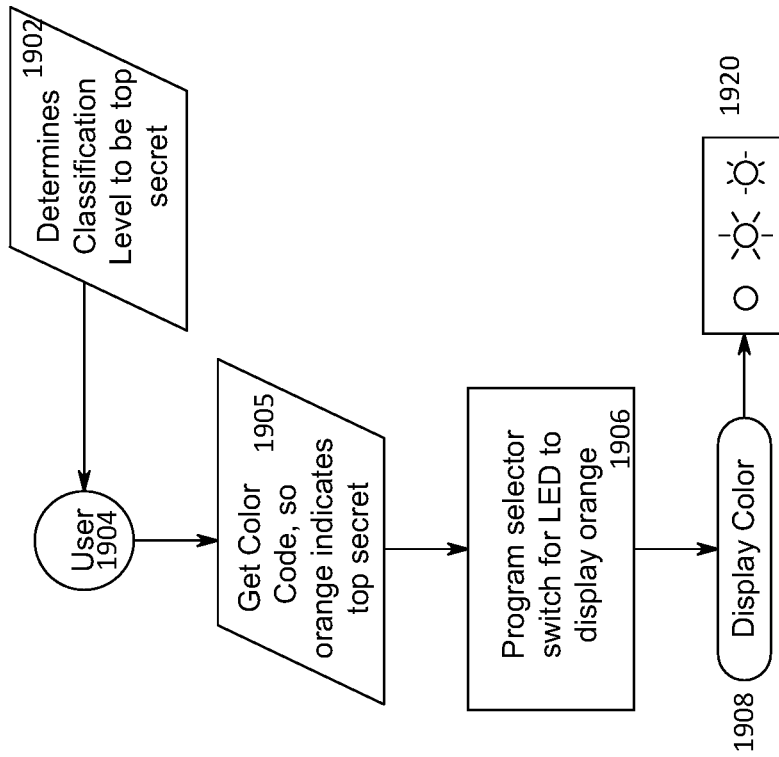 1902
Determines
Classification
Level to be top
secret
User
1904
Get Color
1905
Code, so
orange indicates
top secret
Program selector
switch for LED to
display orange
1906
Display Color
1908
1920